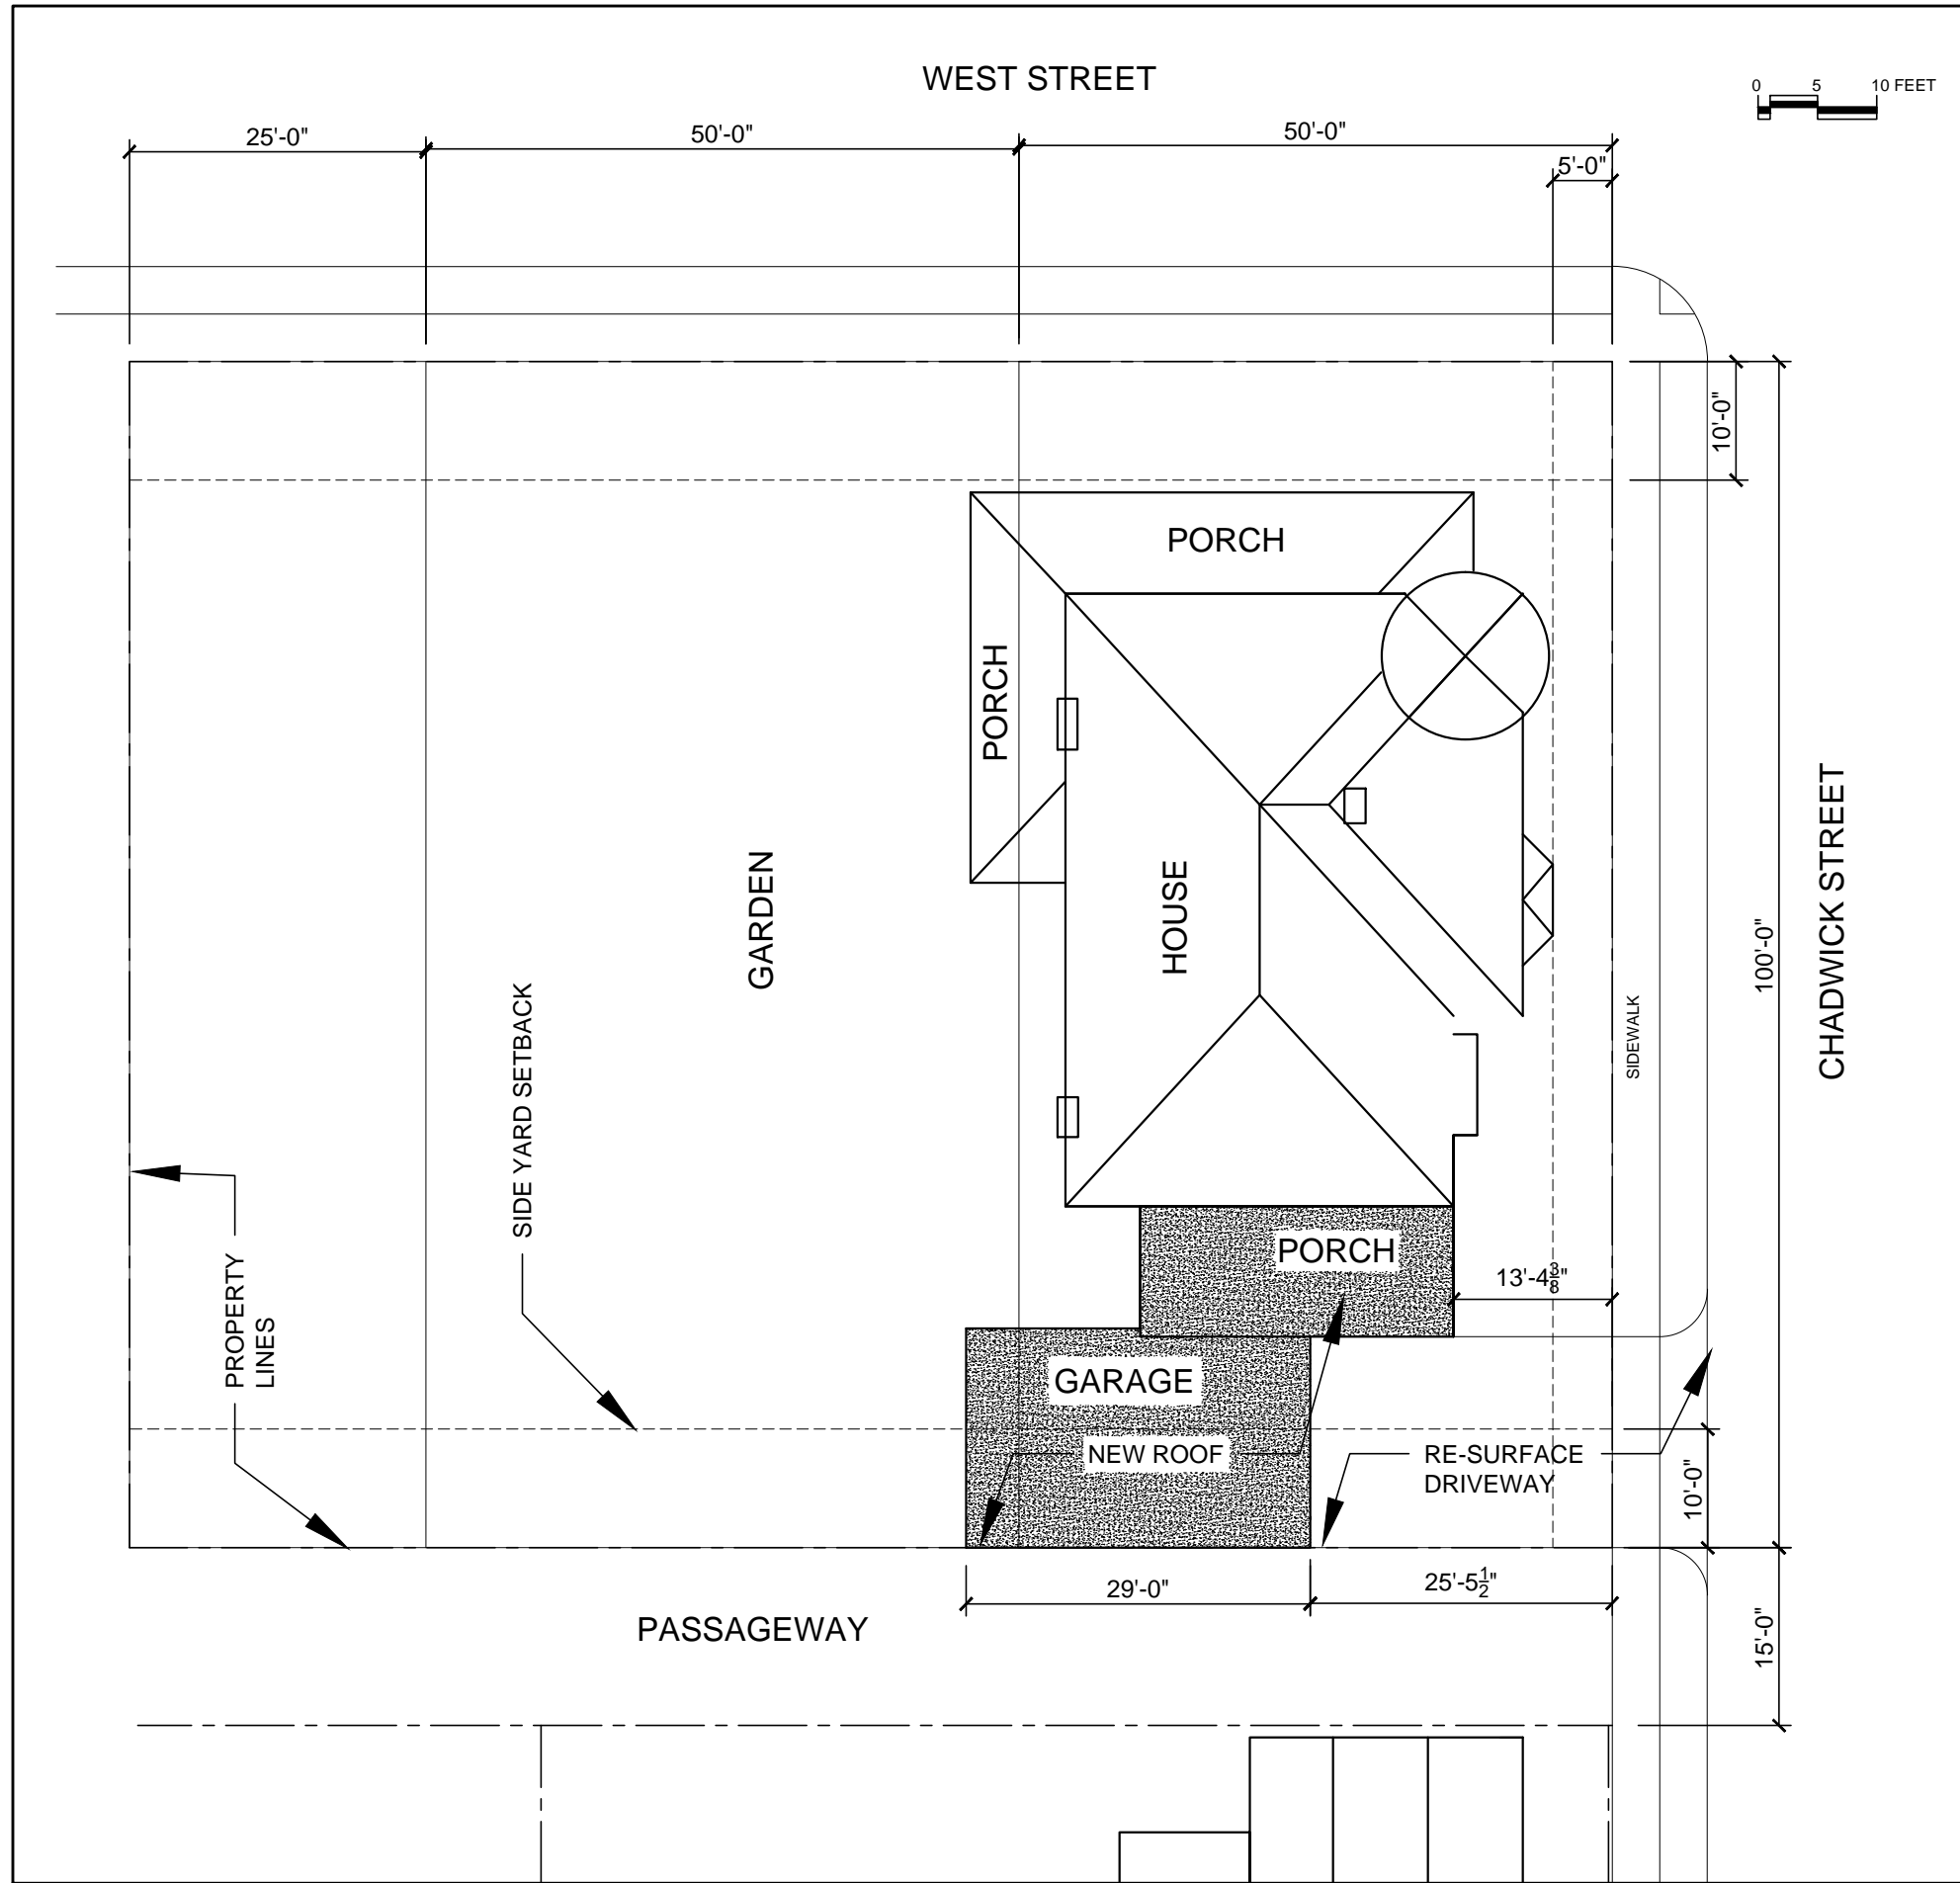 WEST STREET
0 5 10 FEET
25'-0"
50'-0"
50'-0"
5'-0"
10'-0"
PORCH
PORCH
GARDEN
HOUSE
CHADWICK STREET
100'-0"
SIDEWALK
SIDE YARD SETBACK
PROPERTY
LINES
PORCH
13'-4⅜"
GARAGE
NEW ROOF
RE-SURFACE
DRIVEWAY
10'-0"
29'-0"
25'-5½"
PASSAGEWAY
15'-0"